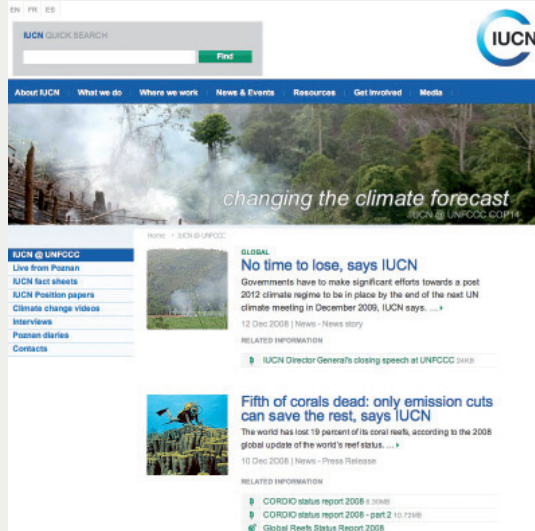 EN FR ES
IUCN QUICK SEARCH
Find
IUCN
About IUCN What we do Where we work News & Events Resources Get involved Media
changing the climate forecast
IUCN @ UNFCCC COP14
Home › IUCN @ UNFCCC
IUCN @ UNFCCC
Live from Poznan
IUCN fact sheets
IUCN Position papers
Climate change videos
Interviews
Poznan diaries
Contacts
GLOBAL
No time to lose, says IUCN
Governments have to make significant efforts towards a post
2012 climate regime to be in place by the end of the next UN
climate meeting in December 2009, IUCN says. ...
12 Dec 2008 | News - News story
RELATED INFORMATION
IUCN Director General's closing speech at UNFCCC 24KB
Fifth of corals dead: only emission cuts
can save the rest, says IUCN
The world has lost 19 percent of its coral reefs, according to the 2008
global update of the world's reef status. ...
10 Dec 2008 | News - Press Release
RELATED INFORMATION
CORDIO status report 2008 8.30MB
CORDIO status report 2008 - part 2 10.72MB
Global Reefs Status Report 2008